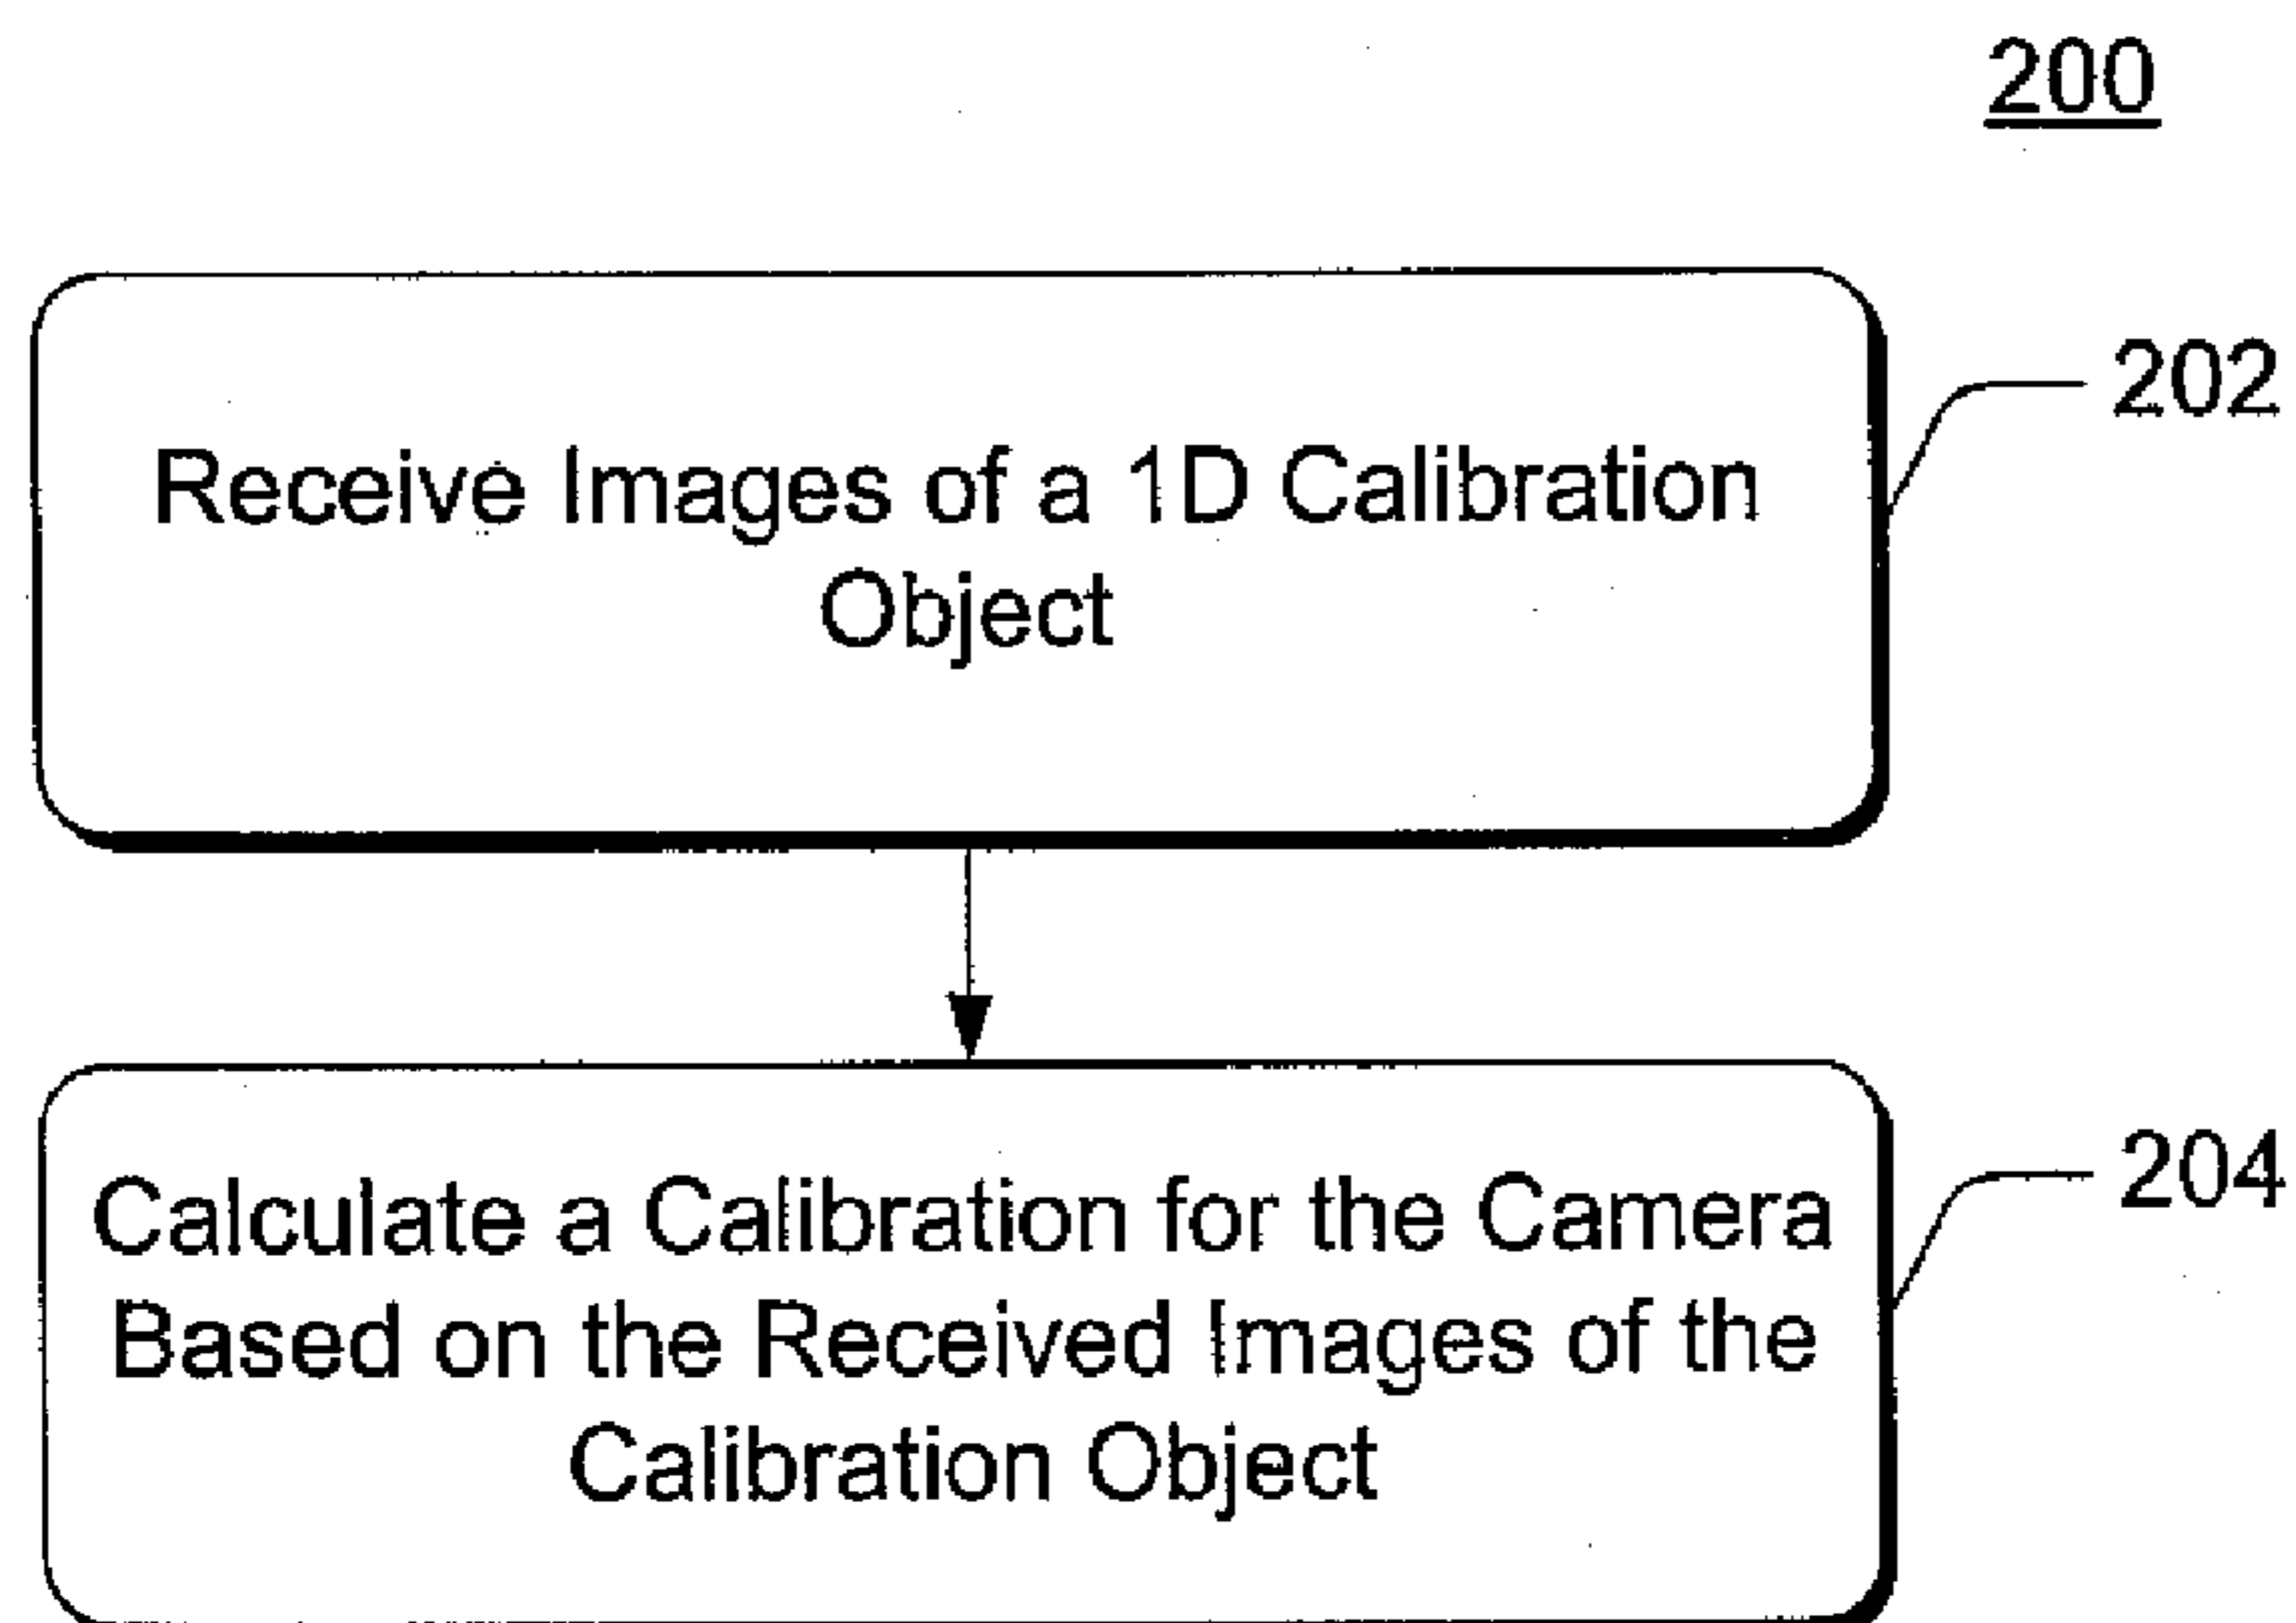 200
Receive Images of a 1D Calibration
Object
202
Calculate a Calibration for the Camera
Based on the Received Images of the
Calibration Object
204